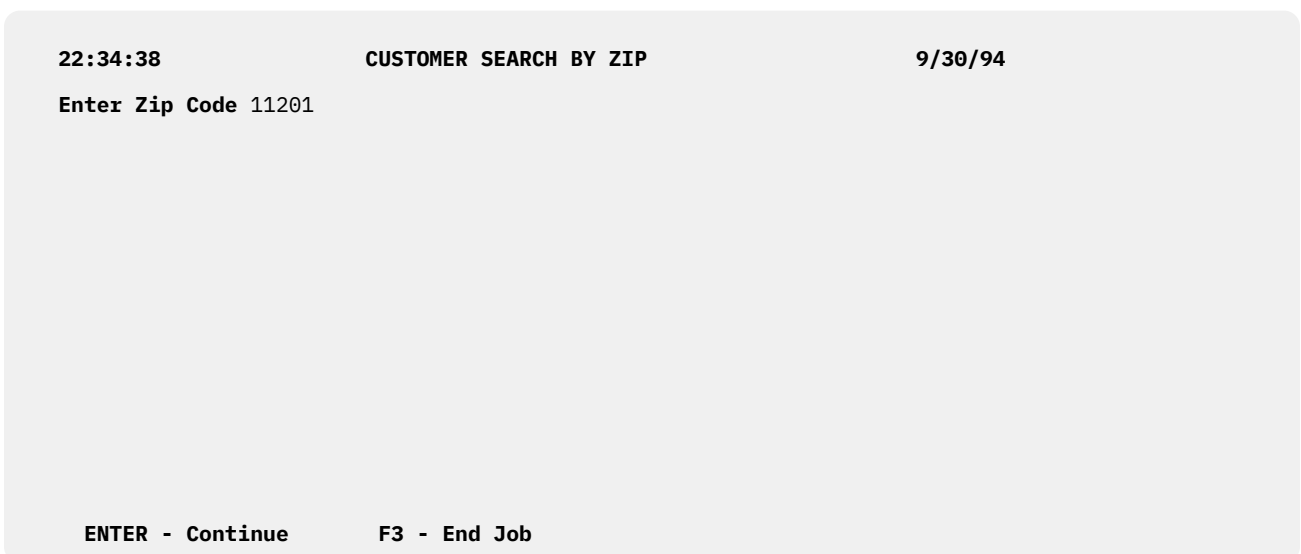 22:34:38 CUSTOMER SEARCH BY ZIP 9/30/94
Enter Zip Code 11201
ENTER - Continue F3 - End Job